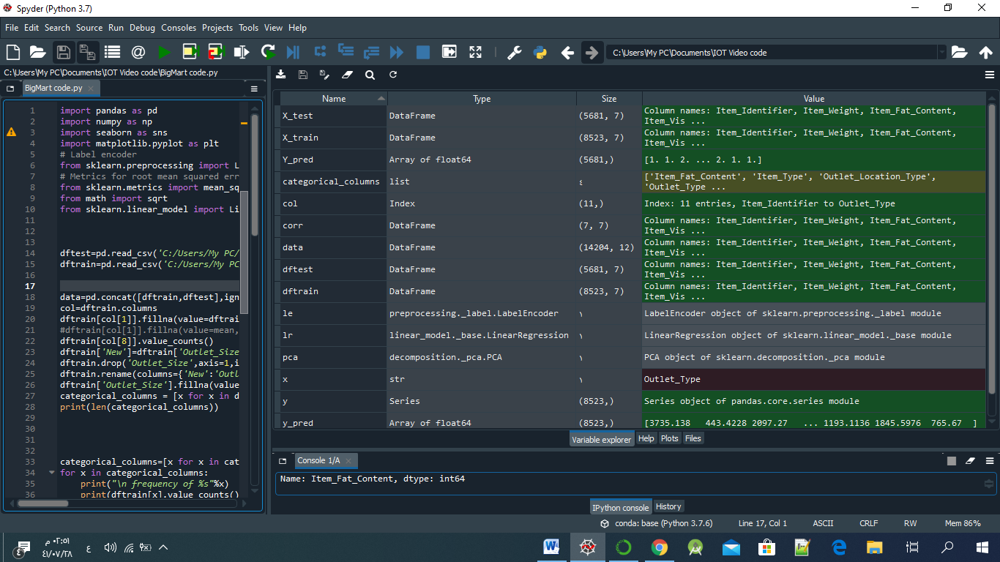 Spyder (Python 3.7)
File Edit Search Source Run Debug Consoles Projects Tools View Help
C:\Users\My PC\Documents\IOT Video code
C:\Users\My PC\Documents\IOT Video code\BigMart code.py
BigMart code.py
1 import pandas as pd
2 import numpy as np
3 import seaborn as sns
4 import matplotlib.pyplot as plt
5 # Label encoder
6 from sklearn.preprocessing import L
7 # Metrics for root mean squared err
8 from sklearn.metrics import mean_sq
9 from math import sqrt
10 from sklearn.linear_model import Li
11
12
13
14 dftest=pd.read_csv('C:/Users/My PC/
15 dftrain=pd.read_csv('C:/Users/My PC
16
17
18 data=pd.concat([dftrain,dftest],ign
19 col=dftrain.columns
20 dftrain[col[1]].fillna(value=dftrai
21 #dftrain[col[1]].fillna(value=mean,
22 dftrain[col[8]].value_counts()
23 dftrain['New']=dftrain['Outlet_Size
24 dftrain.drop('Outlet_Size',axis=1,i
25 dftrain.rename(columns={'New':'Outl
26 dftrain['Outlet_Size'].fillna(value
27 categorical_columns = [x for x in d
28 print(len(categorical_columns))
29
30
31
32
33 categorical_columns=[x for x in cat
34 for x in categorical_columns:
35 print("\n frequency of %s"%x)
36 print(dftrain[x].value_counts()
Name Type Size Value
X_test DataFrame (5681, 7) Column names: Item_Identifier, Item_Weight, Item_Fat_Content,
Item_Vis ...
X_train DataFrame (8523, 7) Column names: Item_Identifier, Item_Weight, Item_Fat_Content,
Item_Vis ...
Y_pred Array of float64 (5681,) [1. 1. 2. ... 2. 1. 1.]
categorical_columns list ['Item_Fat_Content', 'Item_Type', 'Outlet_Location_Type',
'Outlet_Type ...
col Index (11,) Index: 11 entries, Item_Identifier to Outlet_Type
corr DataFrame (7, 7) Column names: Item_Identifier, Item_Weight, Item_Fat_Content,
Item_Vis ...
data DataFrame (14204, 12) Column names: Item_Identifier, Item_Weight, Item_Fat_Content,
Item_Vis ...
dftest DataFrame (5681, 7) Column names: Item_Identifier, Item_Weight, Item_Fat_Content,
Item_Vis ...
dftrain DataFrame (8523, 7) Column names: Item_Identifier, Item_Weight, Item_Fat_Content,
Item_Vis ...
le preprocessing._label.LabelEncoder LabelEncoder object of sklearn.preprocessing._label module
lr linear_model._base.LinearRegression LinearRegression object of sklearn.linear_model._base module
pca decomposition._pca.PCA PCA object of sklearn.decomposition._pca module
x str Outlet_Type
y Series (8523,) Series object of pandas.core.series module
y_pred Array of float64 (8523,) [3735.138 443.4228 2097.27 ... 1193.1136 1845.5976 765.67 ]
Variable explorer Help Plots Files
Console 1/A
Name: Item_Fat_Content, dtype: int64
IPython console History
conda: base (Python 3.7.6) Line 17, Col 1 ASCII CRLF RW Mem 86%
٠٢:٥١ م
ع
٤١/٠٧/٢٨